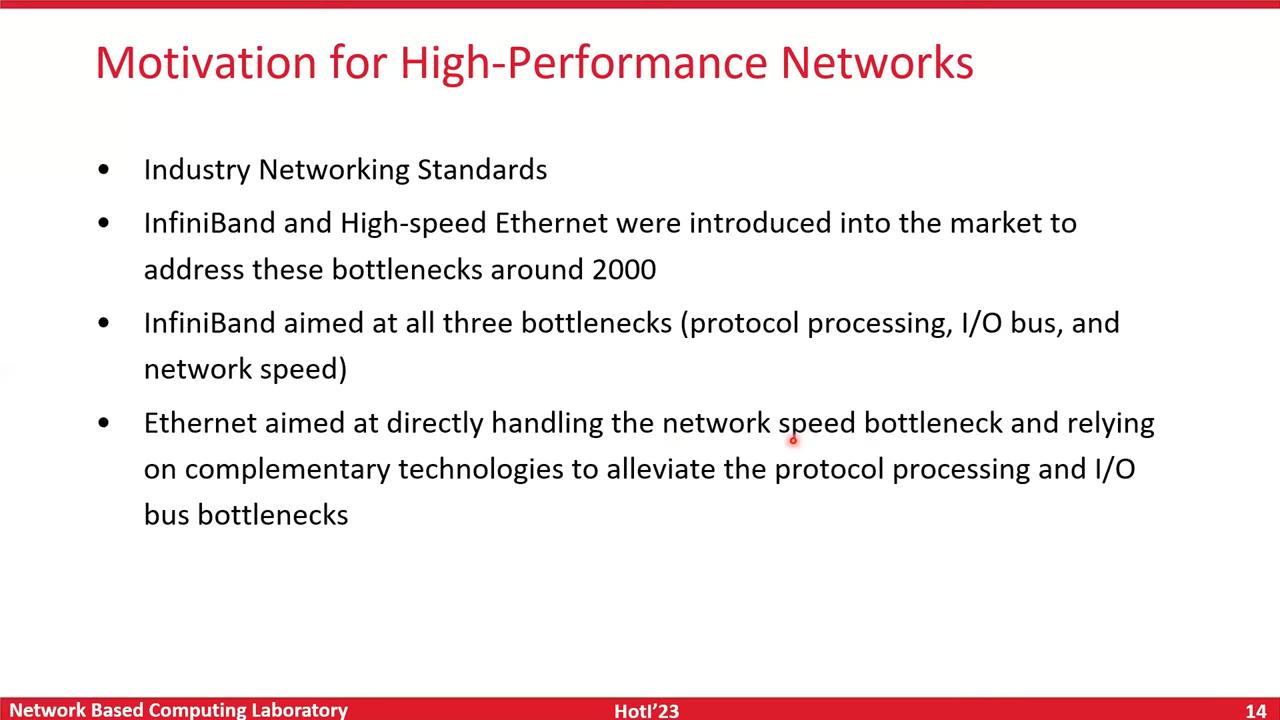 Motivation for High-Performance Networks
• Industry Networking Standards
• InfiniBand and High-speed Ethernet were introduced into the market to
address these bottlenecks around 2000
• InfiniBand aimed at all three bottlenecks (protocol processing, I/O bus, and
network speed)
• Ethernet aimed at directly handling the network speed bottleneck and relying
on complementary technologies to alleviate the protocol processing and I/O
bus bottlenecks
Network Based Computing Laboratory
HotI’23
14